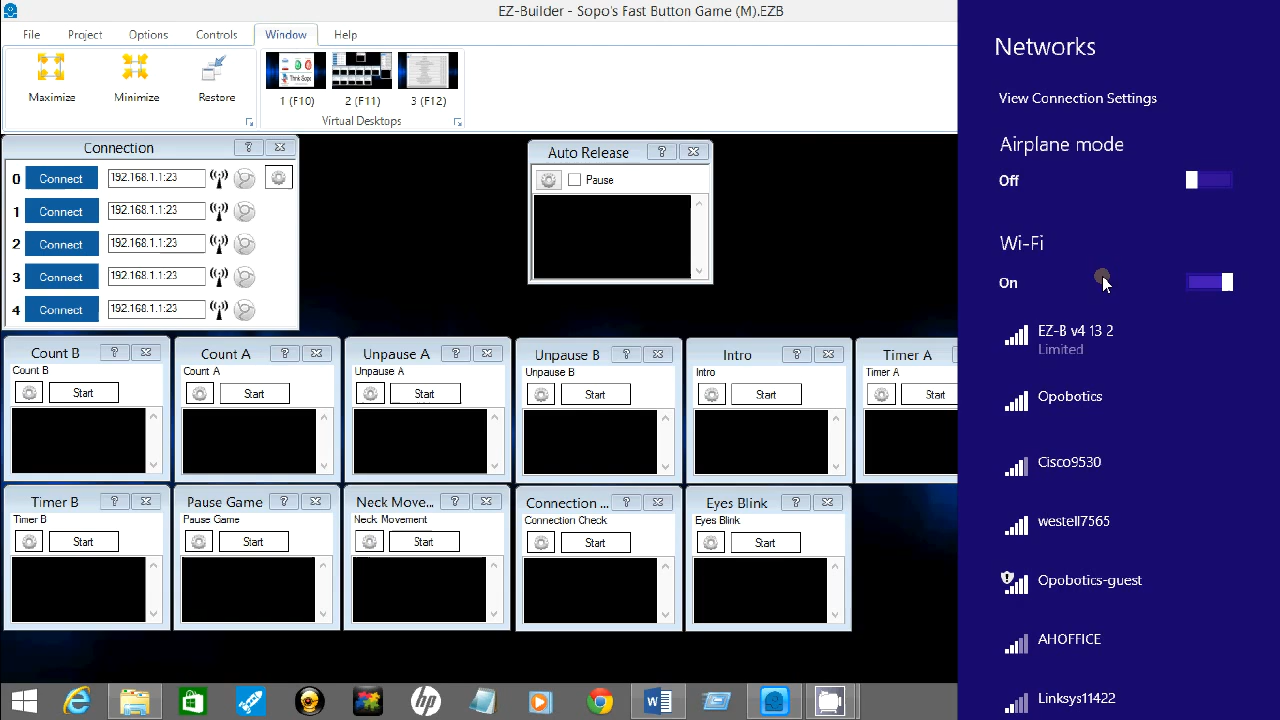 EZ-Builder - Sopo's Fast Button Game (M).EZB
File Project Options Controls Window Help
Maximize Minimize Restore 1 (F10) 2 (F11) 3 (F12)
Virtual Desktops
Connection ?
0 Connect 192.168.1.1:23
1 Connect 192.168.1.1:23
2 Connect 192.168.1.1:23
3 Connect 192.168.1.1:23
4 Connect 192.168.1.1:23
Auto Release ?
Pause
Count B ? Count A ? Unpause A ? Unpause B ? Intro ? Timer A
Count B Count A Unpause A Unpause B Intro Timer A
Start Start Start Start Start Start
Timer B ? Pause Game ? Neck Move... ? Connection ... ? Eyes Blink ?
Timer B Pause Game Neck Movement Connection Check Eyes Blink
Start Start Start Start Start
Networks
View Connection Settings
Airplane mode
Off
Wi-Fi
On
EZ-B v4 13 2
Limited
Opobotics
Cisco9530
westell7565
Opobotics-guest
AHOFFICE
Linksys11422